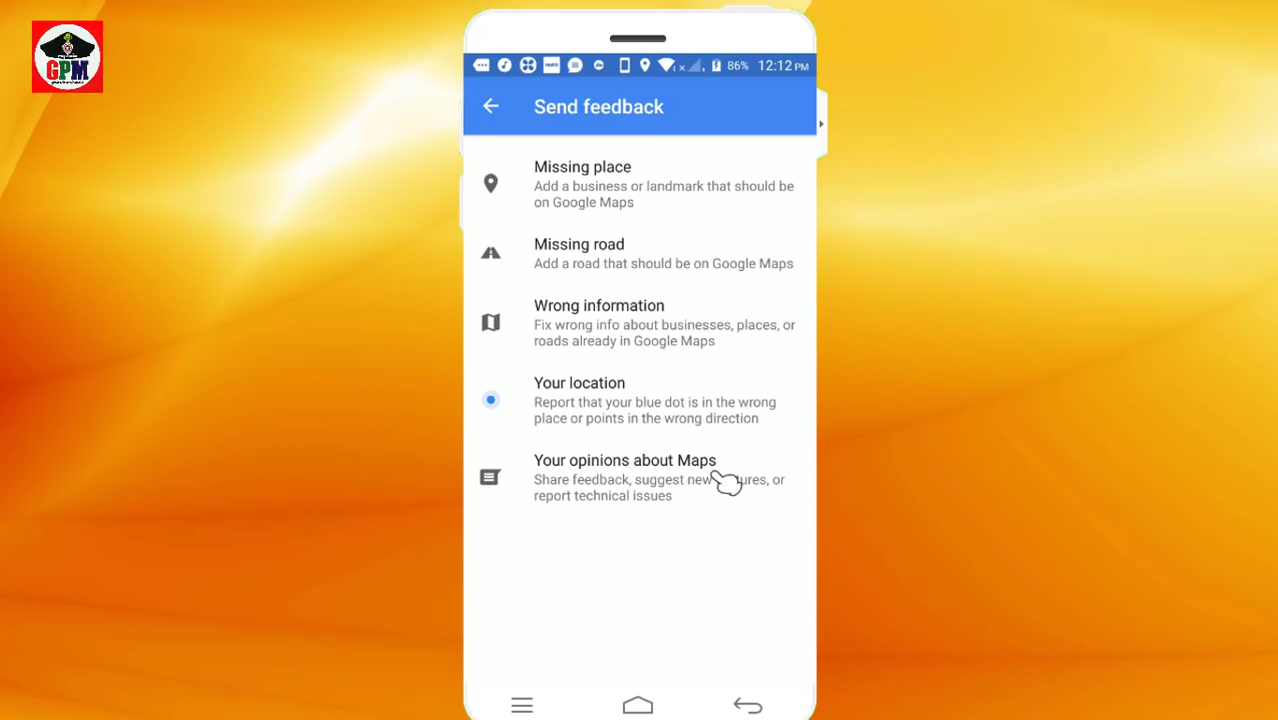 GPM
86% 12:12 PM
Send feedback
Missing place
Add a business or landmark that should be
on Google Maps
Missing road
Add a road that should be on Google Maps
Wrong information
Fix wrong info about businesses, places, or
roads already in Google Maps
Your location
Report that your blue dot is in the wrong
place or points in the wrong direction
Your opinions about Maps
Share feedback, suggest new tures, or
report technical issues